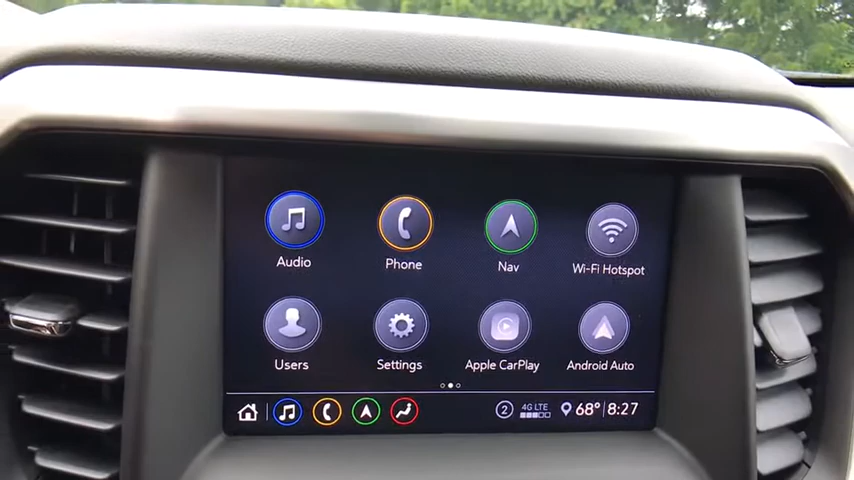 Audio Phone Nav Wi-Fi Hotspot
Users Settings Apple CarPlay Android Auto
2 4G LTE 68° 8:27